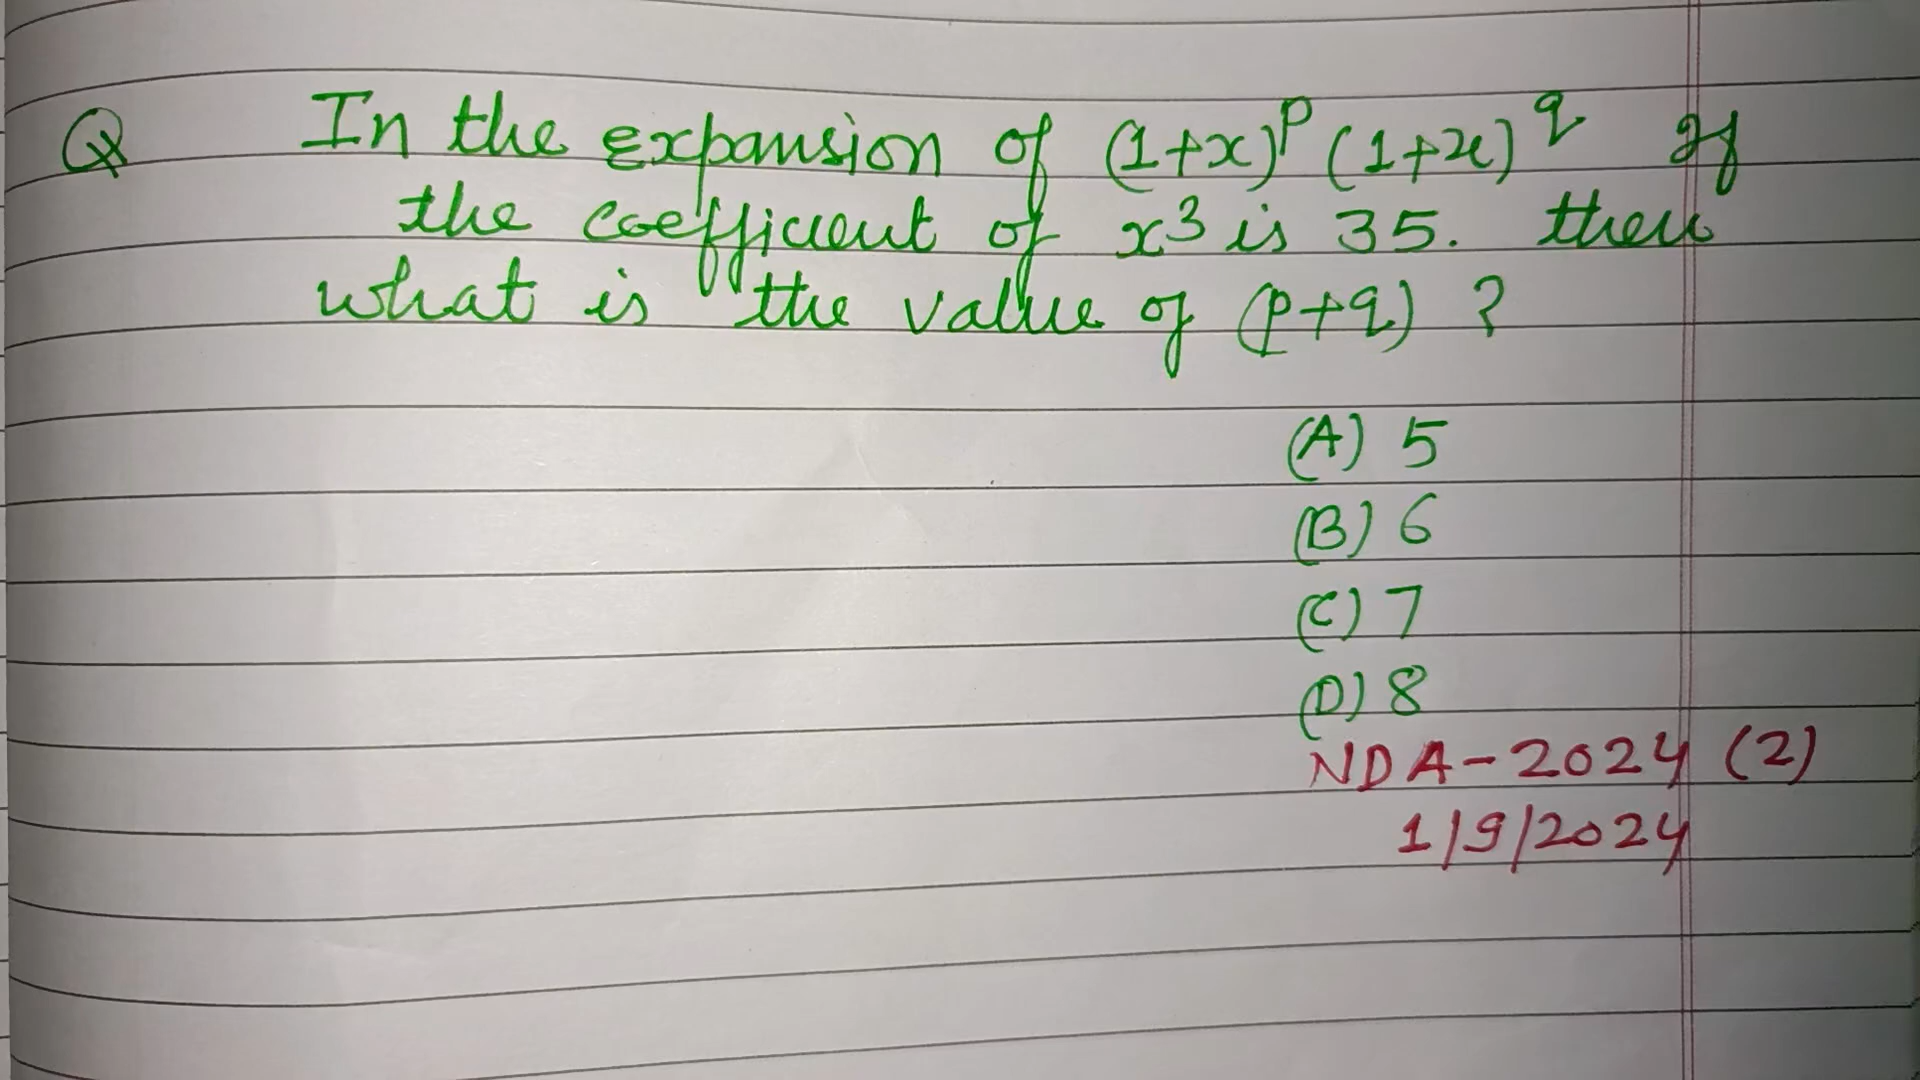 Q In the expansion of (1+x)^p (1+x)^q If
the coefficient of x³ is 35. then
what is the value of (p+q) ?
(A) 5
(B) 6
(C) 7
(D) 8
NDA-2024 (2)
1/9/2024